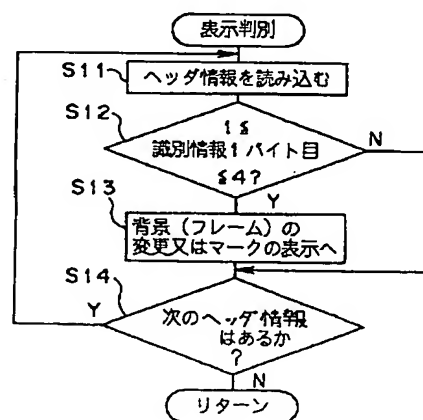 表示判別
S11
ヘッダ情報を読み込む
S12
1≦
識別情報1バイト目
≦4?
N
Y
S13
背景(フレーム)の
変更又はマークの表示へ
S14
次のヘッダ情報
はあるか
?
Y
N
リターン